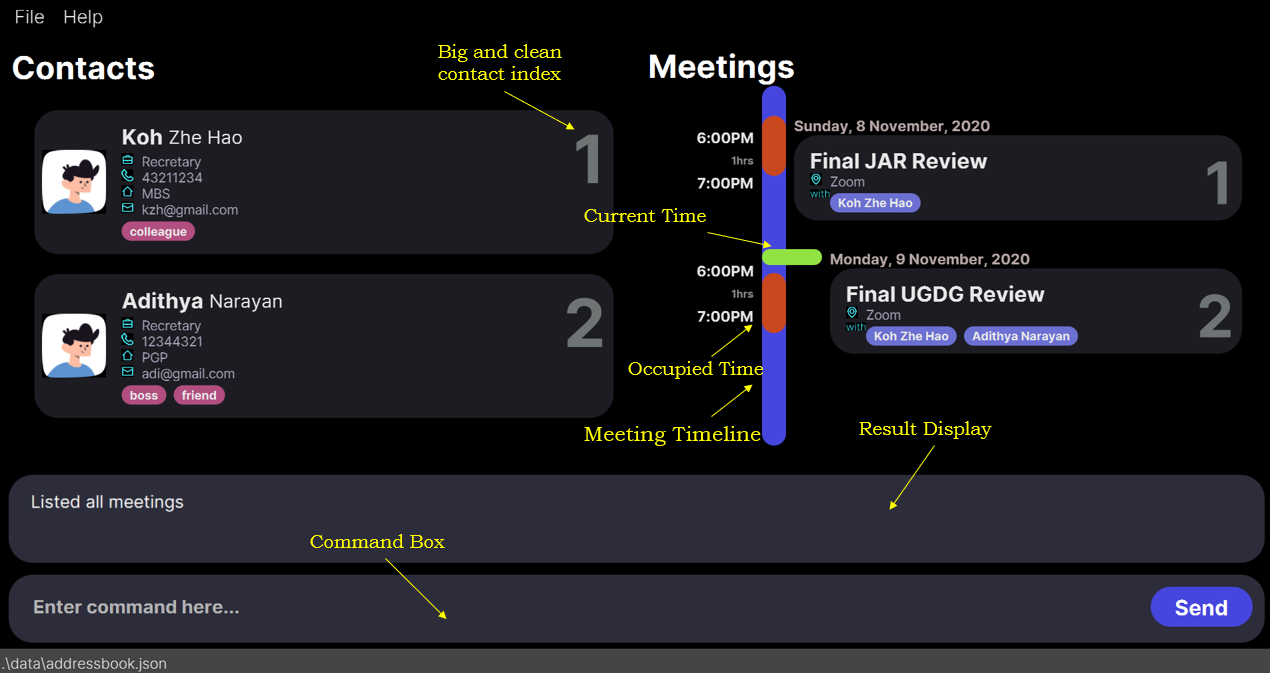 File Help
Big and clean
contact index
Contacts
Koh Zhe Hao
Recretary
43211234
MBS
kzh@gmail.com
colleague
1
Adithya Narayan
Recretary
12344321
PGP
adi@gmail.com
boss friend
2
Meetings
6:00PM
1hrs
7:00PM
Sunday, 8 November, 2020
Final JAR Review
Zoom
with Koh Zhe Hao
1
Current Time
6:00PM
1hrs
7:00PM
Monday, 9 November, 2020
Final UGDG Review
Zoom
with Koh Zhe Hao Adithya Narayan
2
Occupied Time
Meeting Timeline
Result Display
Listed all meetings
Command Box
Enter command here...
Send
.\data\addressbook.json